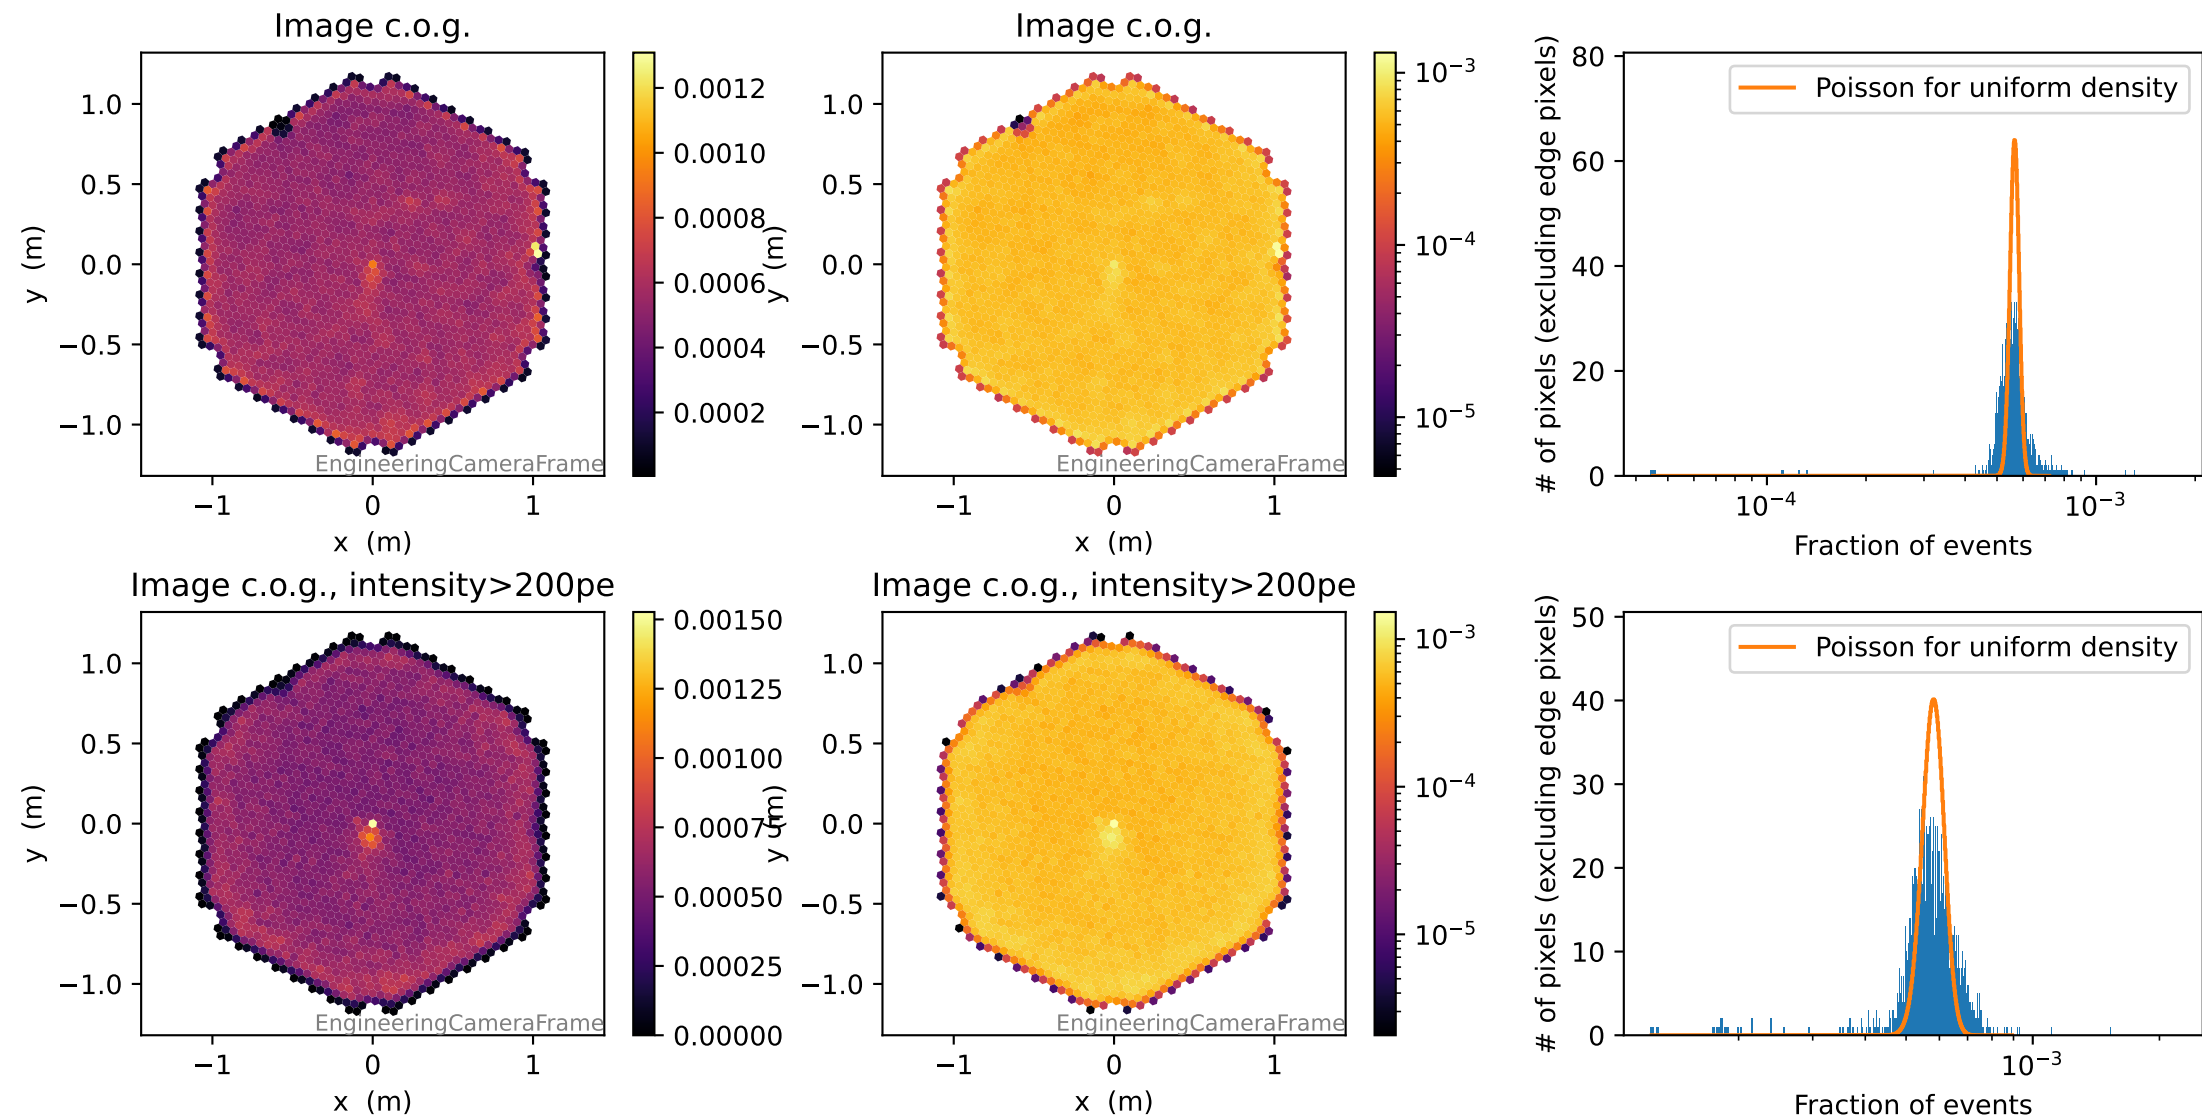 Image c.o.g.
1.0
0.5
0.0
−0.5
−1.0
y (m)
−1
0
1
x (m)
EngineeringCameraFrame
0.0012
0.0010
0.0008
0.0006
0.0004
0.0002
Image c.o.g.
1.0
0.5
0.0
−0.5
−1.0
y (m)
−1
0
1
x (m)
EngineeringCameraFrame
10⁻³
10⁻⁴
10⁻⁵
# of pixels (excluding edge pixels)
80
60
40
20
0
Poisson for uniform density
10⁻⁴
10⁻³
Fraction of events
Image c.o.g., intensity>200pe
1.0
0.5
0.0
−0.5
−1.0
y (m)
−1
0
1
x (m)
EngineeringCameraFrame
0.00150
0.00125
0.00100
0.00075
0.00050
0.00025
0.00000
Image c.o.g., intensity>200pe
1.0
0.5
0.0
−0.5
−1.0
y (m)
−1
0
1
x (m)
EngineeringCameraFrame
10⁻³
10⁻⁴
10⁻⁵
# of pixels (excluding edge pixels)
50
40
30
20
10
0
Poisson for uniform density
10⁻³
Fraction of events